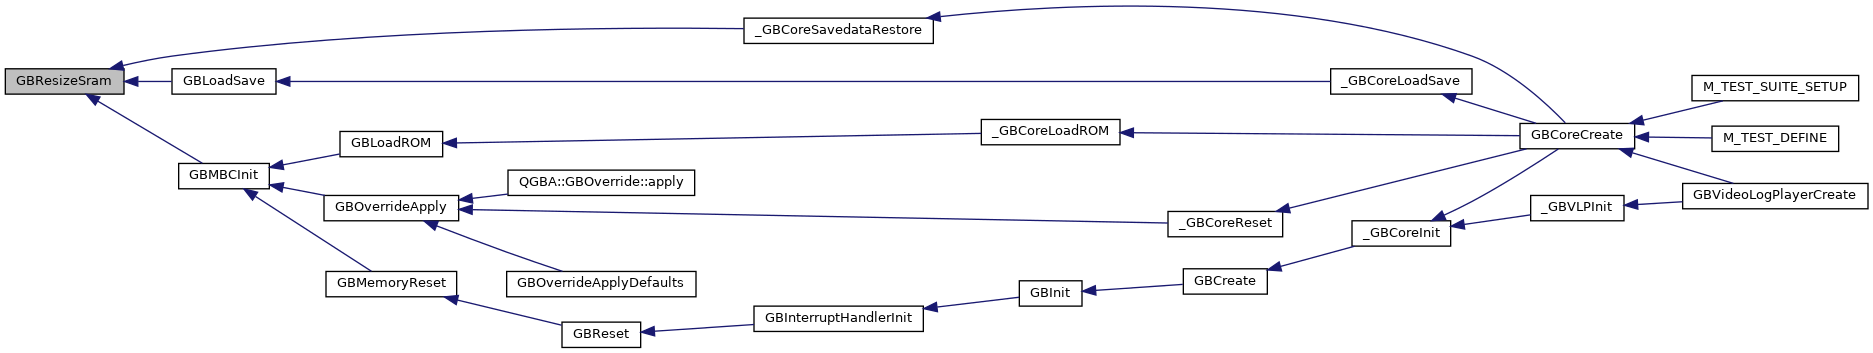 GBResizeSram
_GBCoreSavedataRestore
GBLoadSave
_GBCoreLoadSave
M_TEST_SUITE_SETUP
GBLoadROM
_GBCoreLoadROM
GBCoreCreate
M_TEST_DEFINE
GBMBCInit
QGBA::GBOverride::apply
GBOverrideApply
_GBCoreReset
_GBCoreInit
_GBVLPInit
GBVideoLogPlayerCreate
GBMemoryReset
GBOverrideApplyDefaults
GBReset
GBInterruptHandlerInit
GBInit
GBCreate